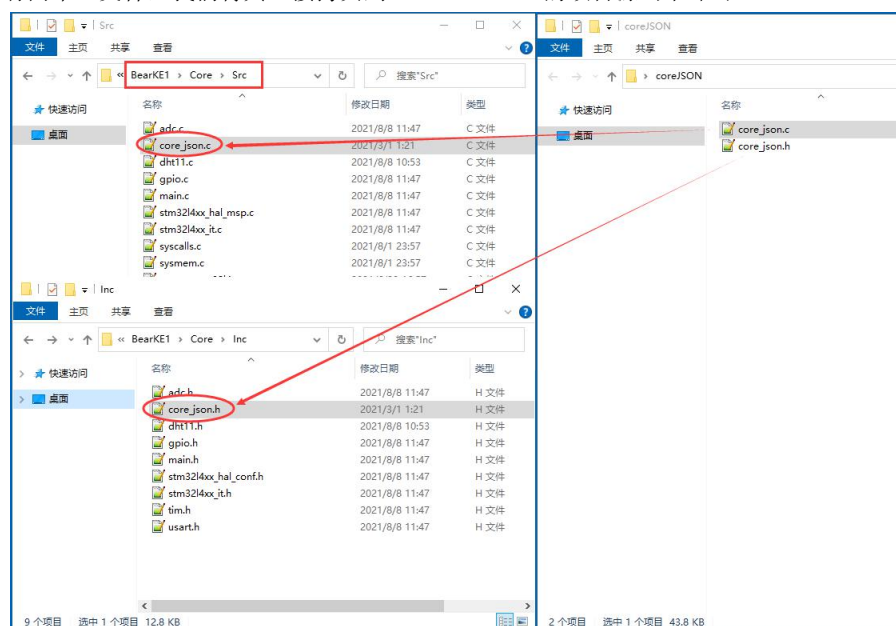 Src
文件 主页 共享 查看
« BearKE1 › Core › Src
搜索"Src"
快速访问
桌面
名称 修改日期 类型
adc.c 2021/8/8 11:47 C 文件
core_json.c 2021/3/1 1:21 C 文件
dht11.c 2021/8/8 10:53 C 文件
gpio.c 2021/8/8 11:47 C 文件
main.c 2021/8/8 11:47 C 文件
stm32l4xx_hal_msp.c 2021/8/8 11:47 C 文件
stm32l4xx_it.c 2021/8/8 11:47 C 文件
syscalls.c 2021/8/1 23:57 C 文件
sysmem.c 2021/8/1 23:57 C 文件
Inc
文件 主页 共享 查看
« BearKE1 › Core › Inc
搜索"Inc"
快速访问
桌面
名称 修改日期 类型
adc.h 2021/8/8 11:47 H 文件
core_json.h 2021/3/1 1:21 H 文件
dht11.h 2021/8/8 10:53 H 文件
gpio.h 2021/8/8 11:47 H 文件
main.h 2021/8/8 11:47 H 文件
stm32l4xx_hal_conf.h 2021/8/8 11:47 H 文件
stm32l4xx_it.h 2021/8/8 11:47 H 文件
tim.h 2021/8/8 11:47 H 文件
usart.h 2021/8/8 11:47 H 文件
9 个项目 选中 1 个项目 12.8 KB
coreJSON
文件 主页 共享 查看
› coreJSON
快速访问
桌面
名称
core_json.c
core_json.h
2 个项目 选中 1 个项目 43.8 KB